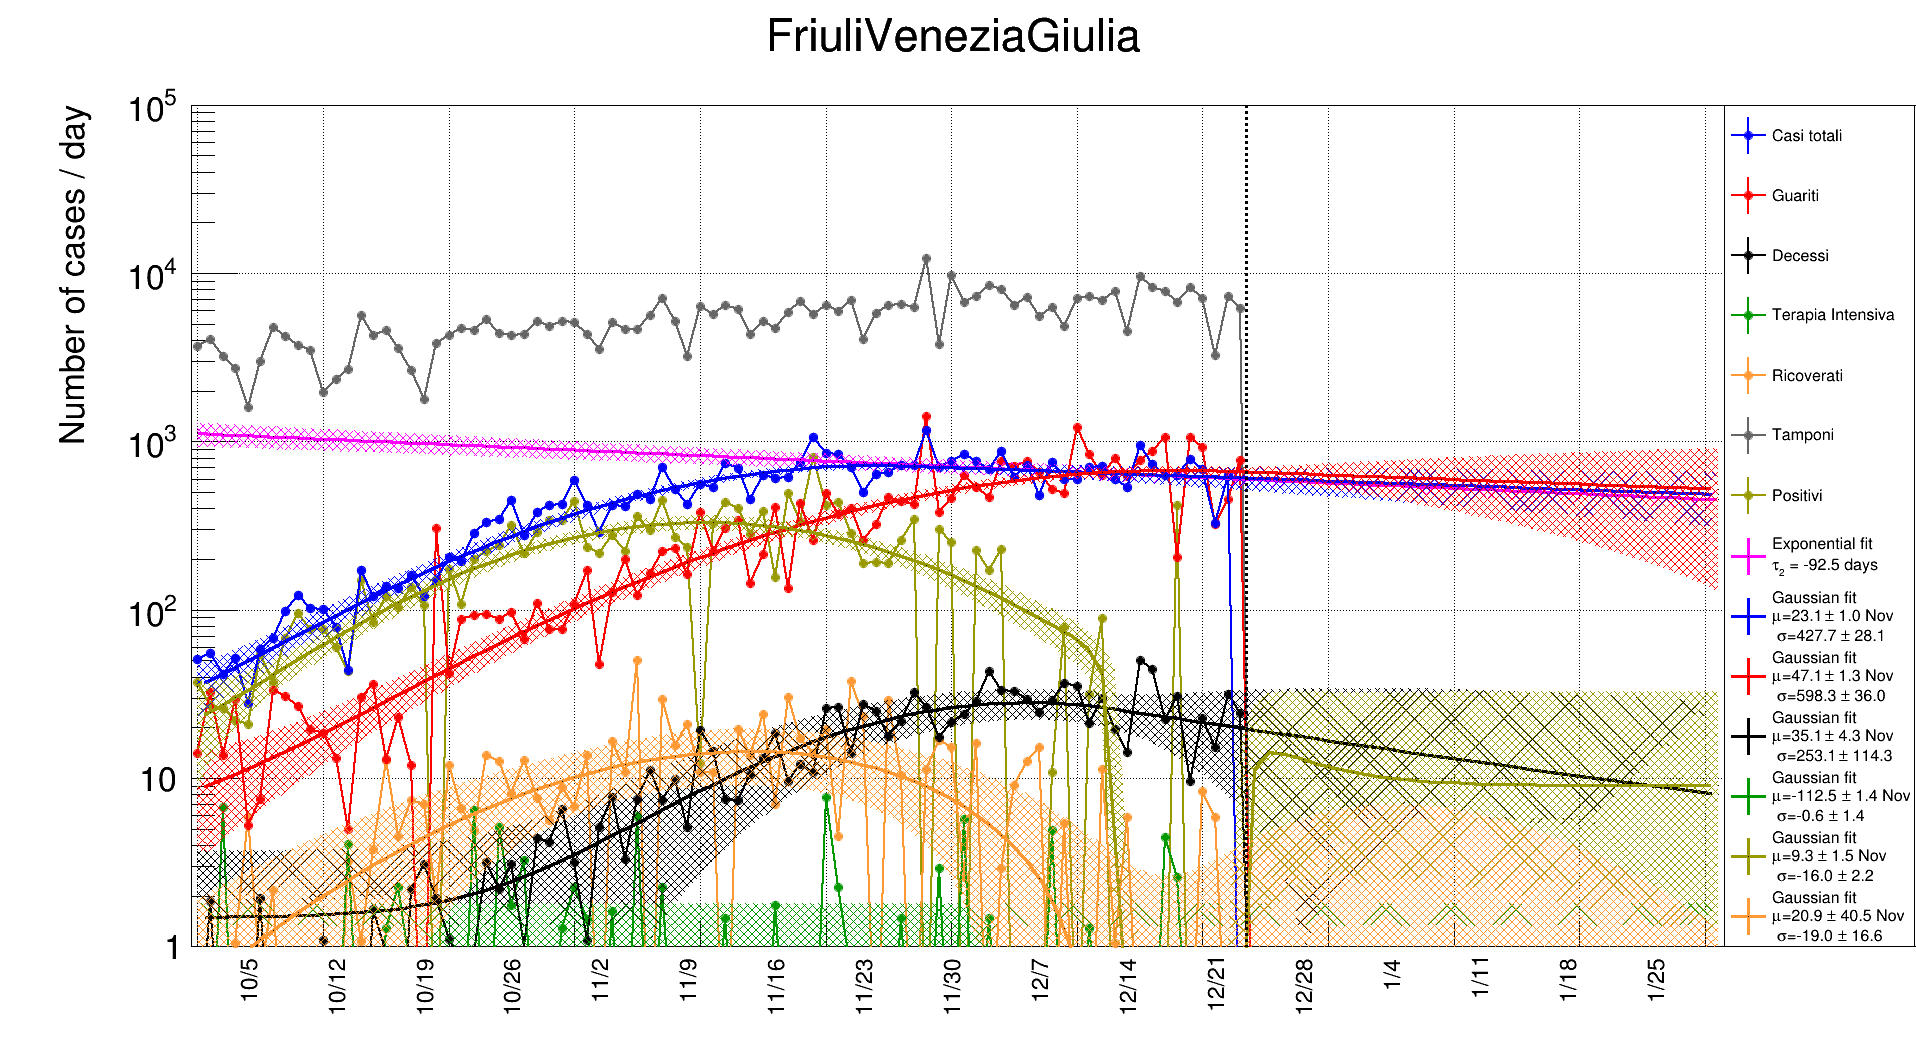 FriuliVeneziaGiulia
Number of cases / day
10^5
10^4
10^3
10^2
10
1
10/5
10/12
10/19
10/26
11/2
11/9
11/16
11/23
11/30
12/7
12/14
12/21
12/28
1/4
1/11
1/18
1/25
Casi totali
Guariti
Decessi
Terapia Intensiva
Ricoverati
Tamponi
Positivi
Exponential fit
τ₂ = -92.5 days
Gaussian fit
μ=23.1 ± 1.0 Nov
σ=427.7 ± 28.1
Gaussian fit
μ=47.1 ± 1.3 Nov
σ=598.3 ± 36.0
Gaussian fit
μ=35.1 ± 4.3 Nov
σ=253.1 ± 114.3
Gaussian fit
μ=-112.5 ± 1.4 Nov
σ=-0.6 ± 1.4
Gaussian fit
μ=9.3 ± 1.5 Nov
σ=-16.0 ± 2.2
Gaussian fit
μ=20.9 ± 40.5 Nov
σ=-19.0 ± 16.6